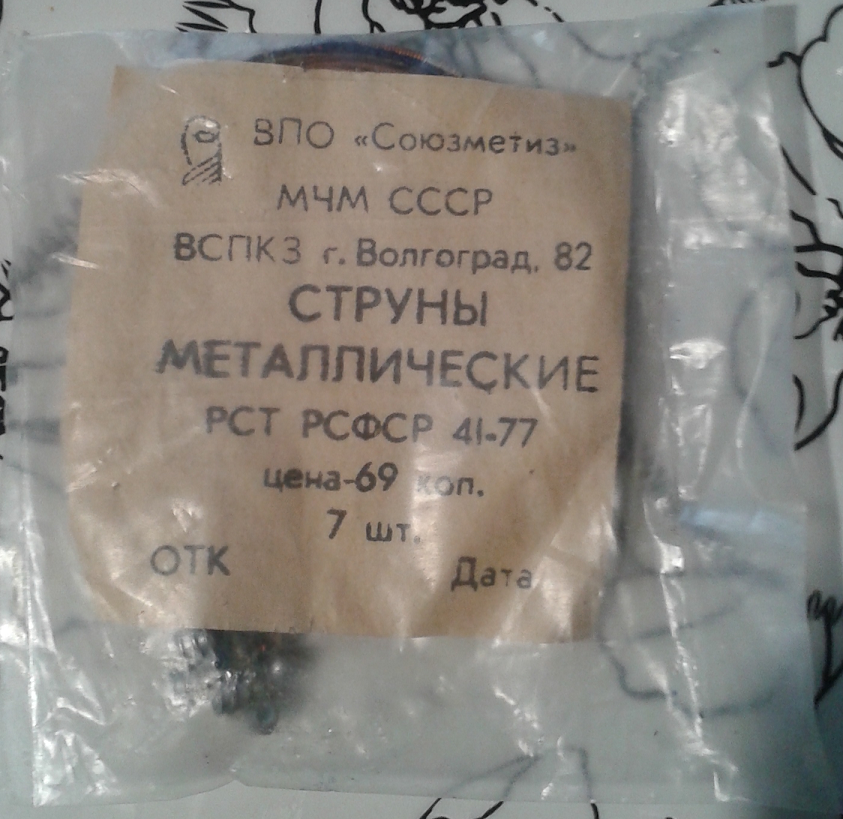 ВПО «Союзметиз»
МЧМ СССР
ВСПКЗ г. Волгоград, 82
СТРУНЫ
МЕТАЛЛИЧЕСКИЕ
РСТ РСФСР 41-77
цена-69 коп.
7 шт.
ОТК Дата